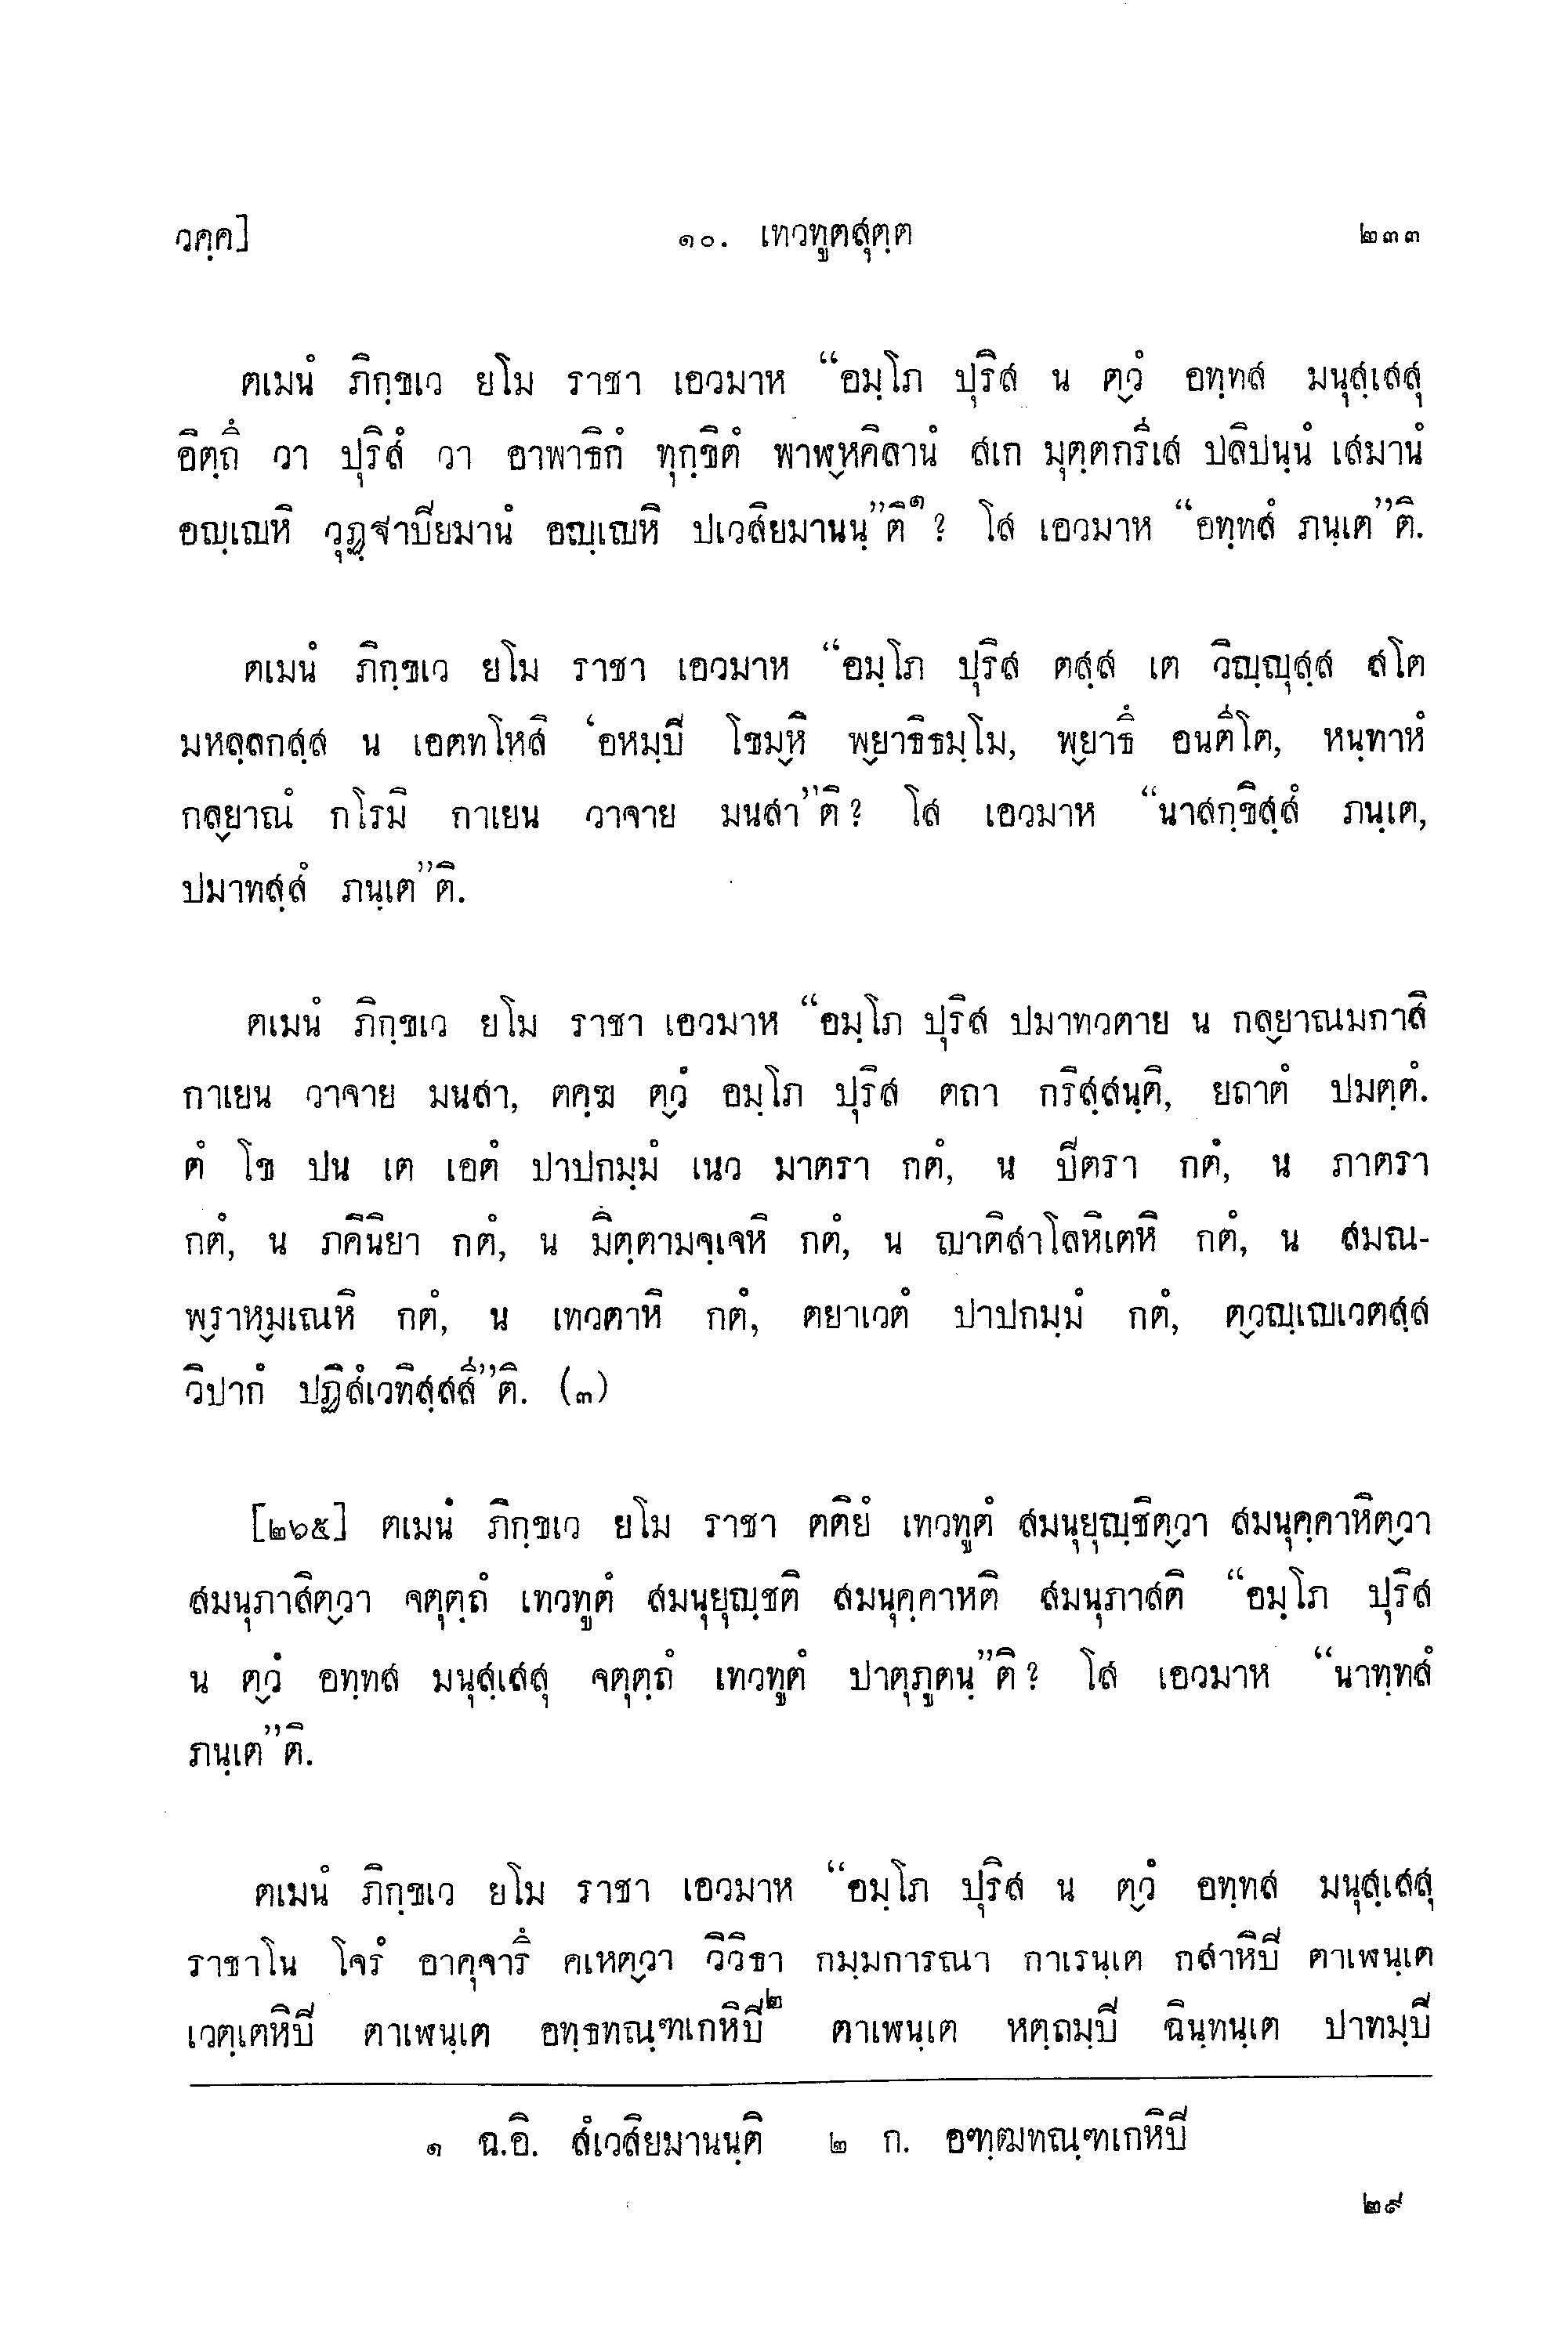 วคฺค]
๑๐. เทวทูตสุตฺต
๒๓๓
ตเมนํ ภิกฺขเว ยโม ราชา เอวมาห “อมฺโภ ปุริส น ตฺวํ อทฺทส มนุสฺเสสุ
อิตฺถึ วา ปุริสํ วา อาพาธิกํ ทุกฺขิตํ พาฬฺหคิลานํ สเก มุตฺตกรีเส ปลิปนฺนํ เสมานํ
อญฺเญหิ วุฏฺฐาปียมานํ อญฺเญหิ ปเวสิยมานนฺ”ติ๑ ? โส เอวมาห “อทฺทสํ ภนฺเต”ติ.
ตเมนํ ภิกฺขเว ยโม ราชา เอวมาห “อมฺโภ ปุริส ตสฺส เต วิญฺญุสฺส สโต
มหลฺลกสฺส น เอตทโหสิ ‘อหมฺปิ โขมฺหิ พฺยาธิธมฺโม, พฺยาธึ อนตีโต, หนฺทาหํ
กลฺยาณํ กโรมิ กาเยน วาจาย มนสา”ติ ? โส เอวมาห “นาสกฺขิสฺสํ ภนฺเต,
ปมาทสฺสํ ภนฺเต”ติ.
ตเมนํ ภิกฺขเว ยโม ราชา เอวมาห “อมฺโภ ปุริส ปมาทวตาย น กลฺยาณมกาสิ
กาเยน วาจาย มนสา, ตคฺฆ ตฺวํ อมฺโภ ปุริส ตถา กริสฺสนฺติ, ยถาตํ ปมตฺตํ.
ตํ โข ปน เต เอตํ ปาปกมฺมํ เนว มาตรา กตํ, น ปิตรา กตํ, น ภาตรา
กตํ, น ภคินิยา กตํ, น มิตฺตามจฺเจหิ กตํ, น ญาติสาโลหิเตหิ กตํ, น สมณ-
พฺราหฺมเณหิ กตํ, น เทวตาหิ กตํ, ตยาเวตํ ปาปกมฺมํ กตํ, ตฺวญฺเญเวตสฺส
วิปากํ ปฏิสํเวทิสฺสสี”ติ. (๓)
[๒๖๕] ตเมนํ ภิกฺขเว ยโม ราชา ตติยํ เทวทูตํ สมนุยุญฺชิตฺวา สมนุคฺคาหิตฺวา
สมนุภาสิตฺวา จตุตฺถํ เทวทูตํ สมนุยุญฺชติ สมนุคฺคาหติ สมนุภาสติ “อมฺโภ ปุริส
น ตฺวํ อทฺทส มนุสฺเสสุ จตุตฺถํ เทวทูตํ ปาตุภูตนฺ”ติ ? โส เอวมาห “นาทฺทสํ
ภนฺเต”ติ.
ตเมนํ ภิกฺขเว ยโม ราชา เอวมาห “อมฺโภ ปุริส น ตฺวํ อทฺทส มนุสฺเสสุ
ราชาโน โจรํ อาคุจารึ คเหตฺวา วิวิธา กมฺมการณา กาเรนฺเต กสาหิปิ ตาเฬนฺเต
เวตฺเตหิปิ ตาเฬนฺเต อทฺธทณฺฑเกหิปิ๒ ตาเฬนฺเต หตฺถมฺปิ ฉินฺทนฺเต ปาทมฺปิ
๑ ฉ.อิ. สํเวสิยมานนฺติ ๒ ก. อฑฺฒทณฺฑเกหิปิ
๒๙